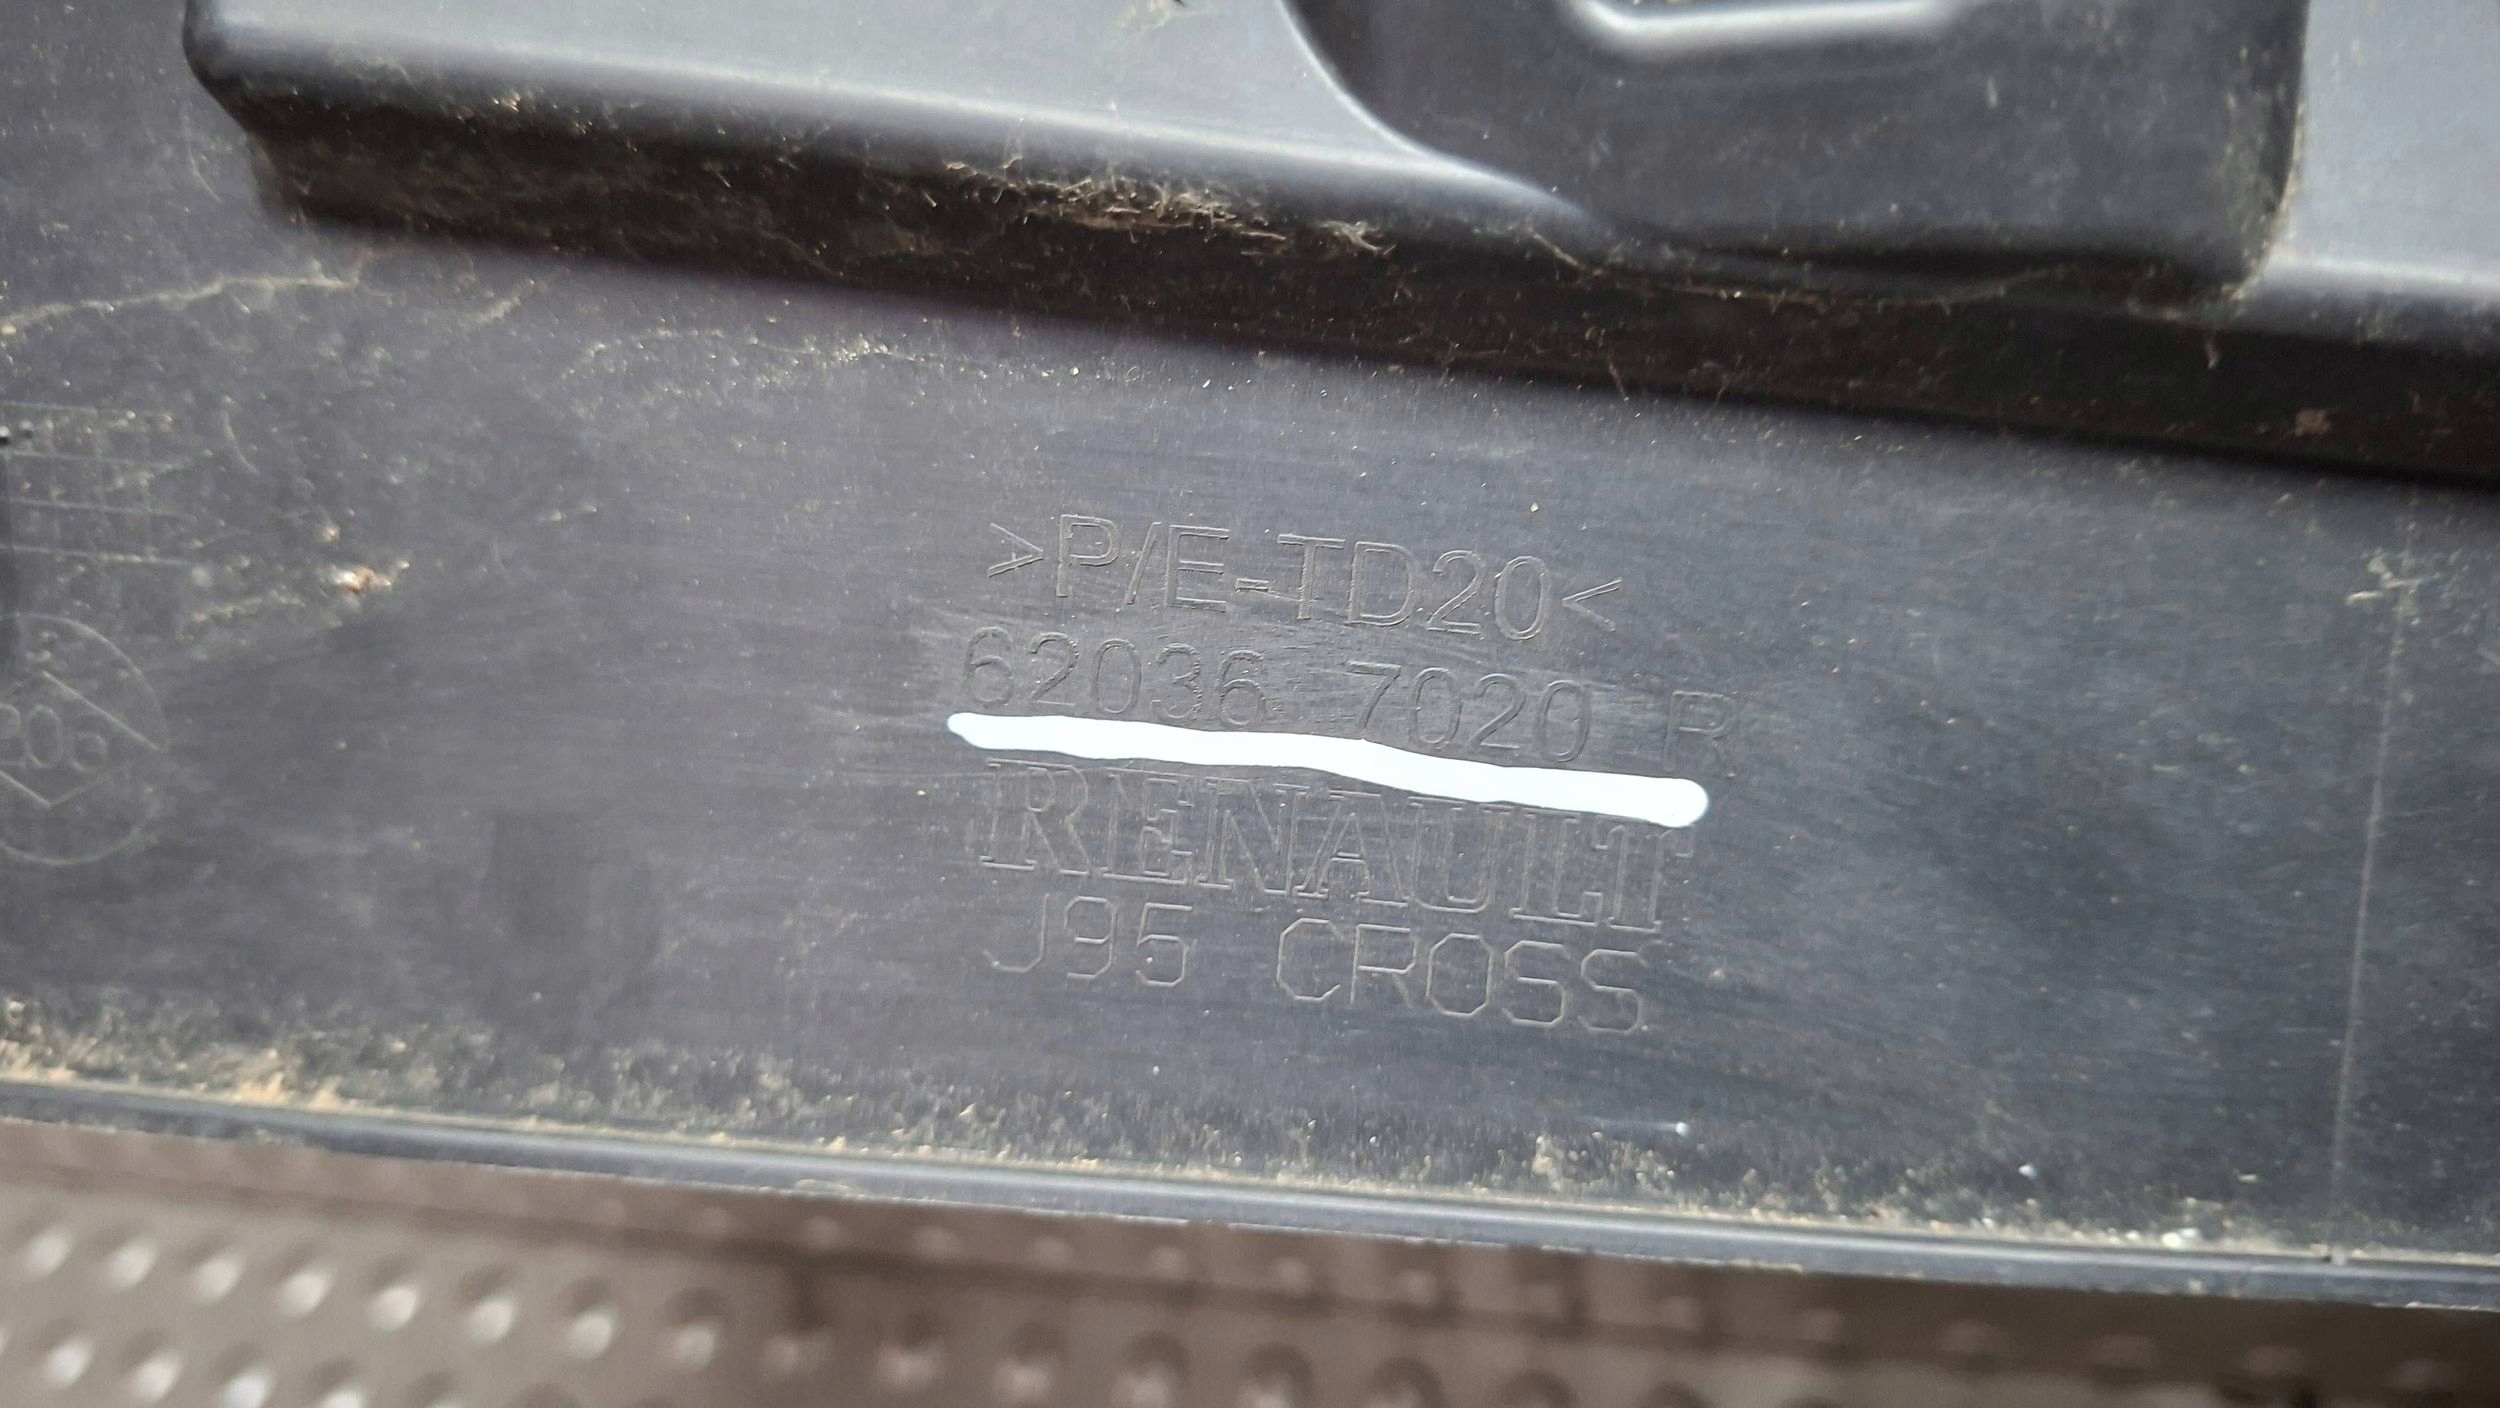 >P/E-TD20<
62036 7020 R
RENAULT
J95 CROSS